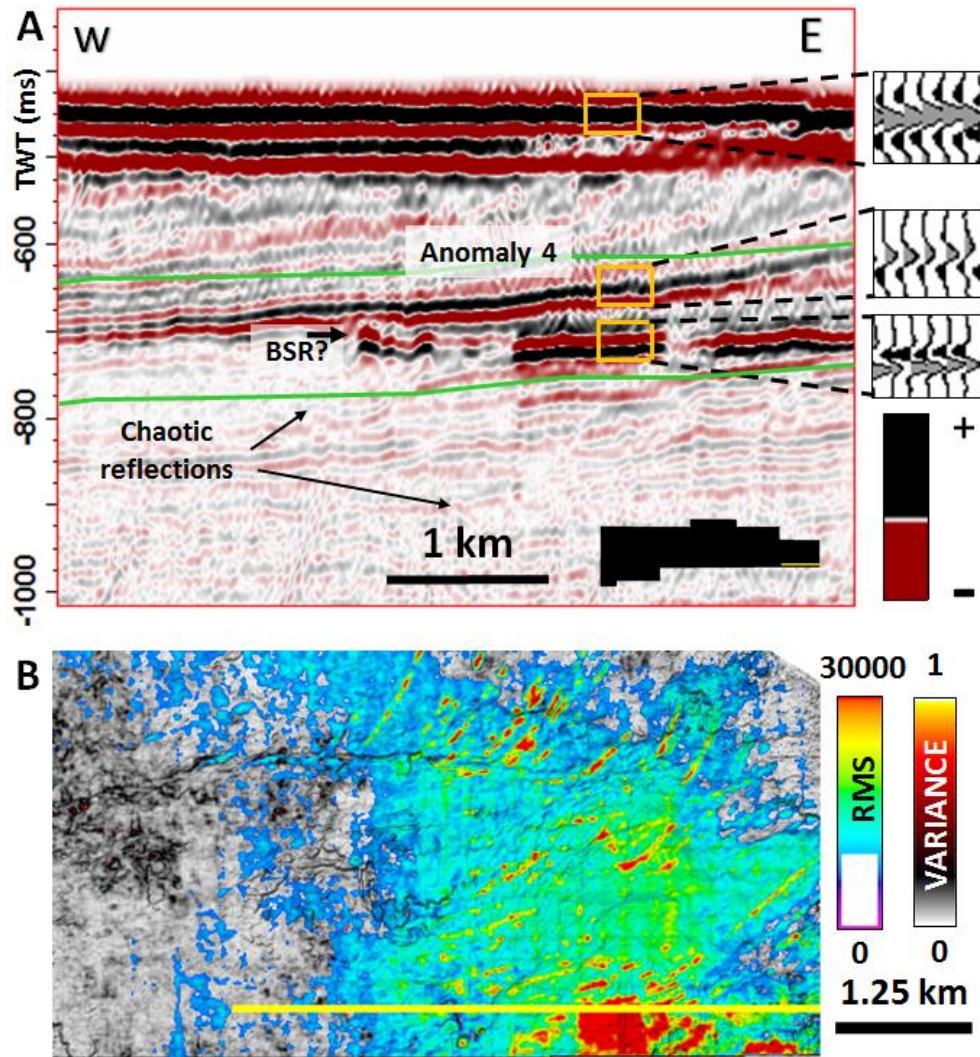 A
W
E
TWT (ms)
-600
-800
-1000
Anomaly 4
BSR?
Chaotic
reflections
1 km
+
-
B
30000
1
RMS
VARIANCE
0
0
1.25 km